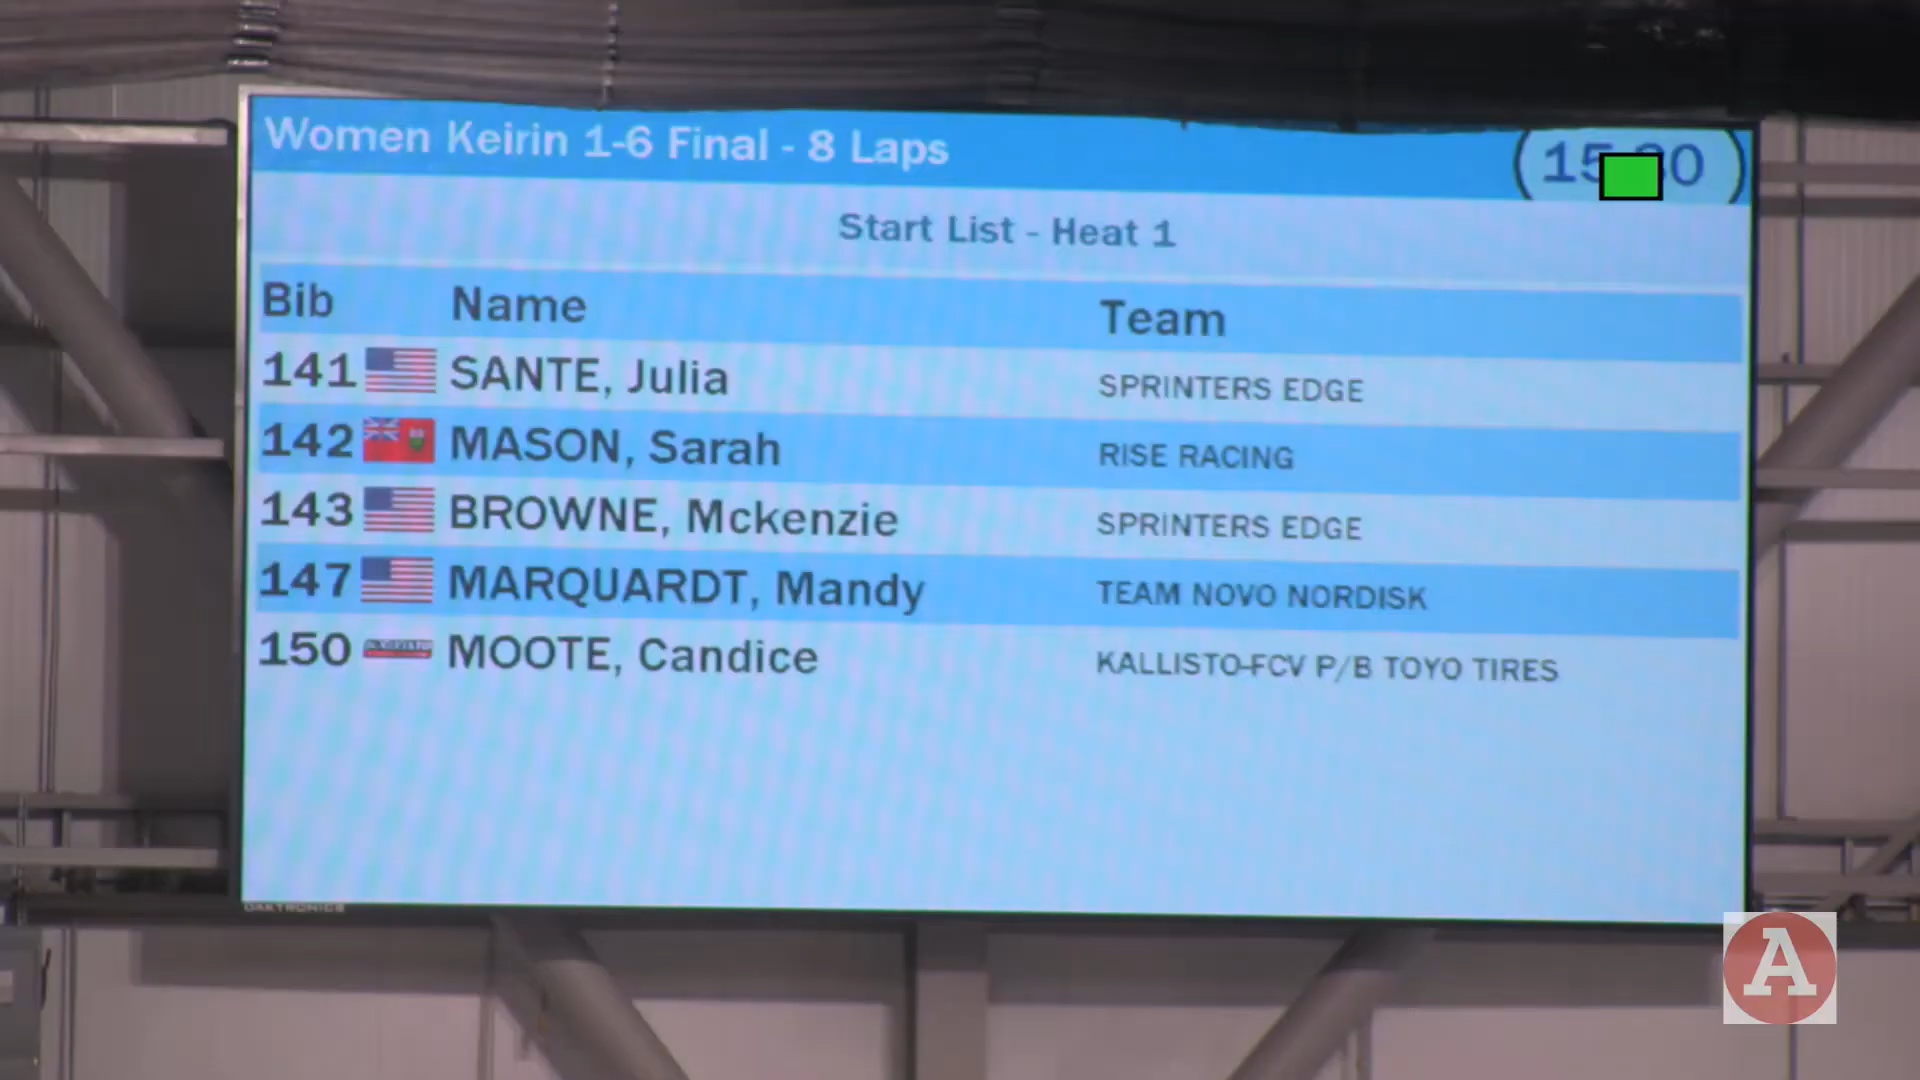 Women Keirin 1-6 Final - 8 Laps
Start List - Heat 1
Bib Name Team
141 SANTE, Julia SPRINTERS EDGE
142 MASON, Sarah RISE RACING
143 BROWNE, Mckenzie SPRINTERS EDGE
147 MARQUARDT, Mandy TEAM NOVO NORDISK
150 MOOTE, Candice KALLISTO-FCV P/B TOYO TIRES
DAKTRONICS
A